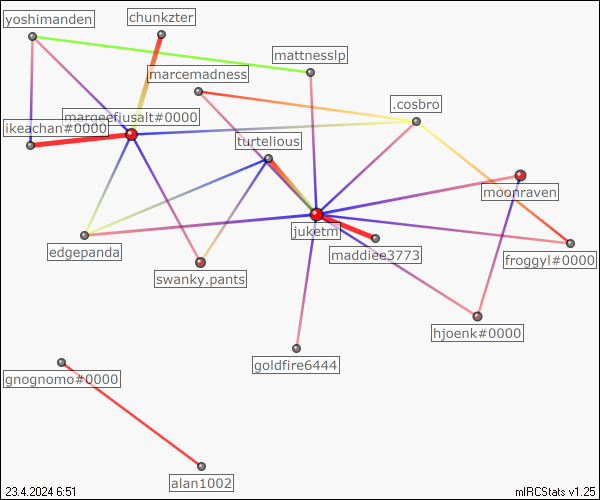 yoshimanden
chunkzter
mattnesslp
marcemadness
.cosbro
margeefiusalt#0000
ikeachan#0000
turtelious
moonraven
juketm
edgepanda
maddiee3773
froggyl#0000
swanky.pants
hjoenk#0000
goldfire6444
gnognomo#0000
alan1002
23.4.2024 6:51
mIRCStats v1.25